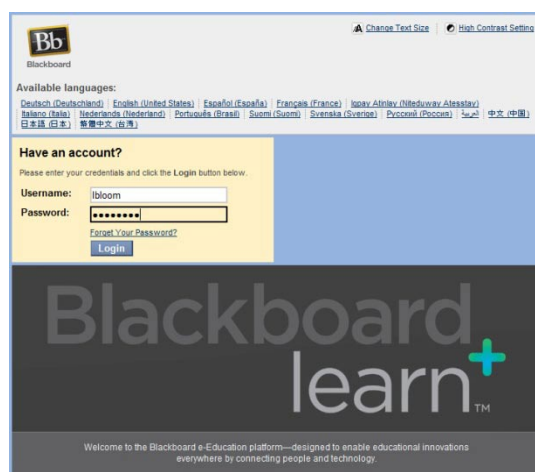 Bb
Blackboard
Change Text Size
High Contrast Setting
Available languages:
Deutsch (Deutschland) English (United States) Español (España) Français (France) Igpay Atinlay (Niteduway Atesstay)
Italiano (Italia) Nederlands (Nederland) Português (Brasil) Suomi (Suomi) Svenska (Sverige) Русский (Россия) العربية 中文 (中国)
日本語 (日本) 繁體中文 (台灣)
Have an account?
Please enter your credentials and click the Login button below.
Username: lbloom
Password:
Forgot Your Password?
Login
Blackboard
learn+
TM
Welcome to the Blackboard e-Education platform—designed to enable educational innovations
everywhere by connecting people and technology.